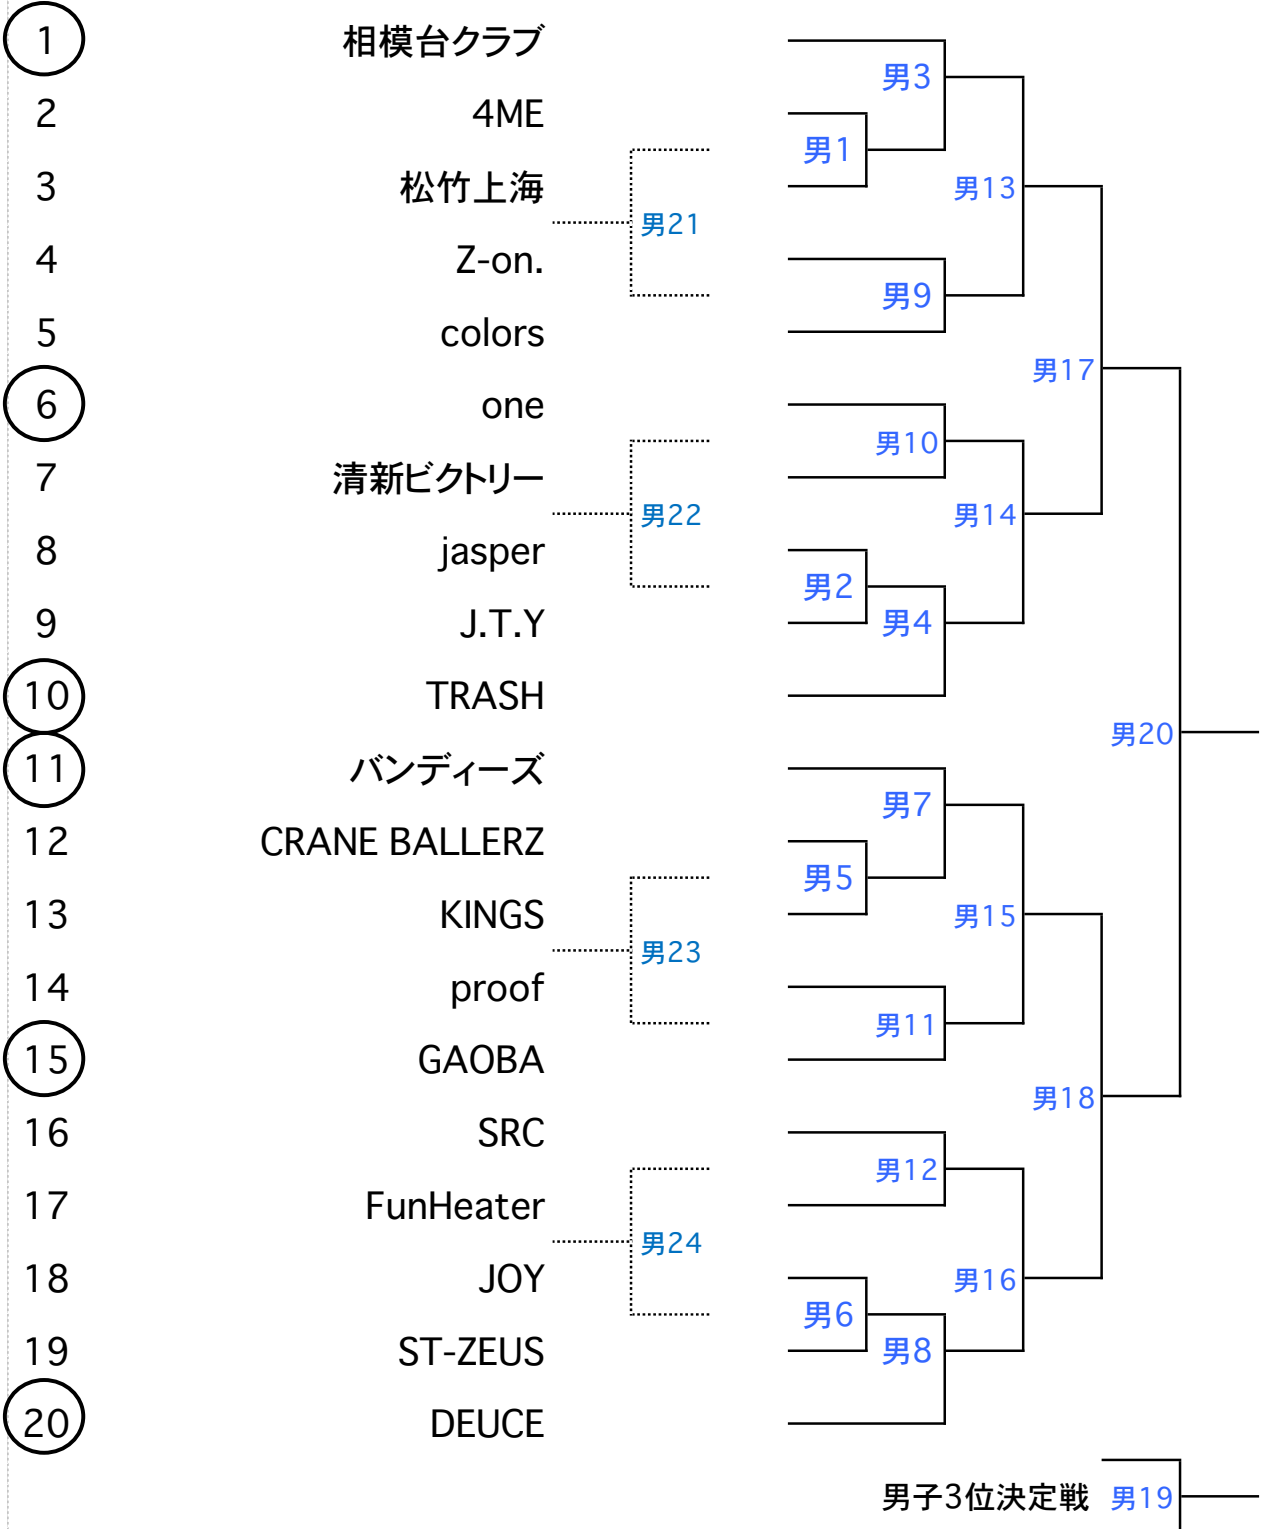 1 相模台クラブ
男3
2 4ME
男1
3 松竹上海 男13
男21
4 Z-on.
男9
5 colors
男17
6 one
男10
7 清新ビクトリー
男22 男14
8 jasper
男2
9 J.T.Y 男4
10 TRASH
男20
11 バンディーズ
男7
12 CRANE BALLERZ
男5
13 KINGS 男15
男23
14 proof
男11
15 GAOBA
男18
16 SRC
男12
17 FunHeater
男24
18 JOY 男16
男6
19 ST-ZEUS 男8
20 DEUCE
男子3位決定戦 男19